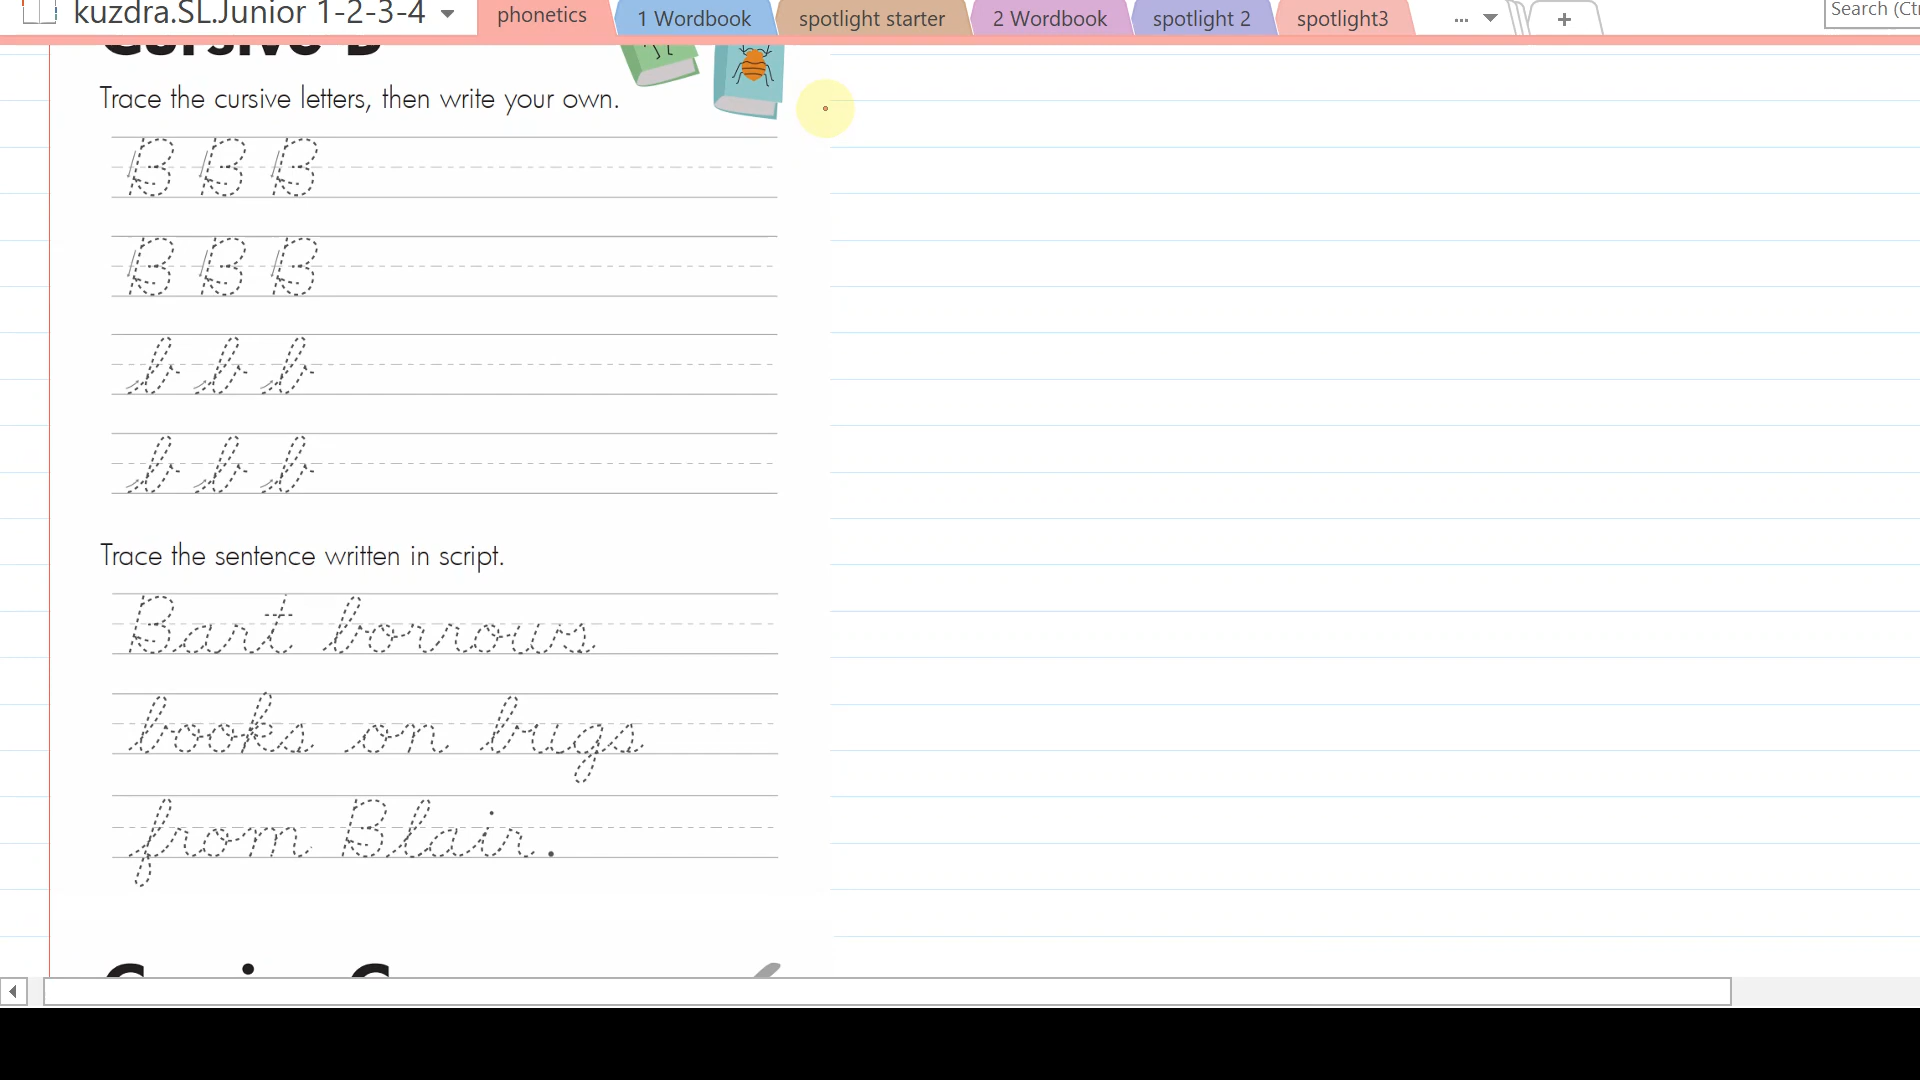 kuzdra.SL.Junior 1-2-3-4
phonetics
1 Wordbook
spotlight starter
2 Wordbook
spotlight 2
spotlight3
...
+
Search (Ct
Cursive B
Trace the cursive letters, then write your own.
B B B
B B B
b b b
b b b
Trace the sentence written in script.
Bart borrows
books on bugs
from Blair.
Cursive C